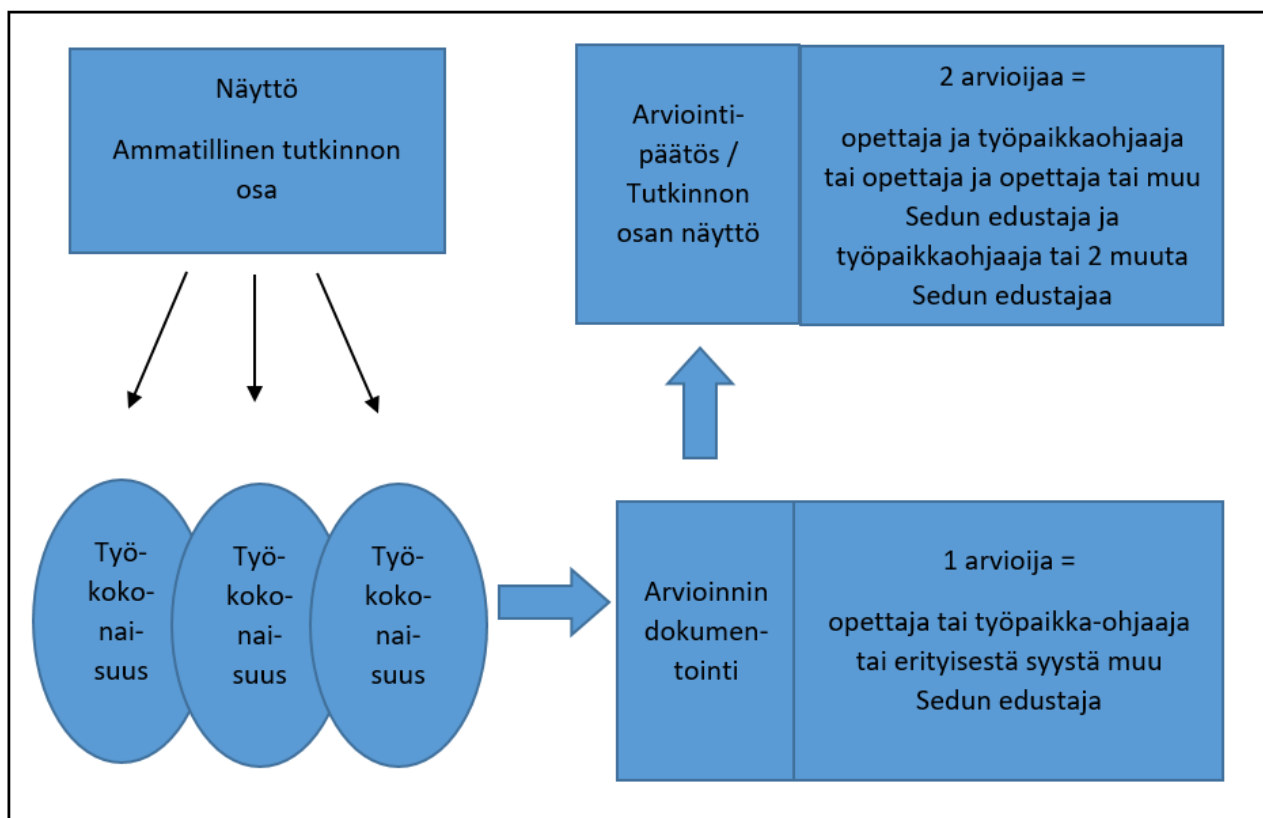 Näyttö
Ammatillinen tutkinnon
osa
Arviointi-
päätös /
Tutkinnon
osan näyttö
2 arvioijaa =
opettaja ja työpaikkaohjaaja
tai opettaja ja opettaja tai muu
Sedun edustaja ja
työpaikkaohjaaja tai 2 muuta
Sedun edustajaa
Työ-
koko-
nai-
suus
Työ-
koko-
nai-
suus
Työ-
koko-
nai-
suus
Arvioinnin
dokumen-
tointi
1 arvioija =
opettaja tai työpaikka-ohjaaja
tai erityisestä syystä muu
Sedun edustaja